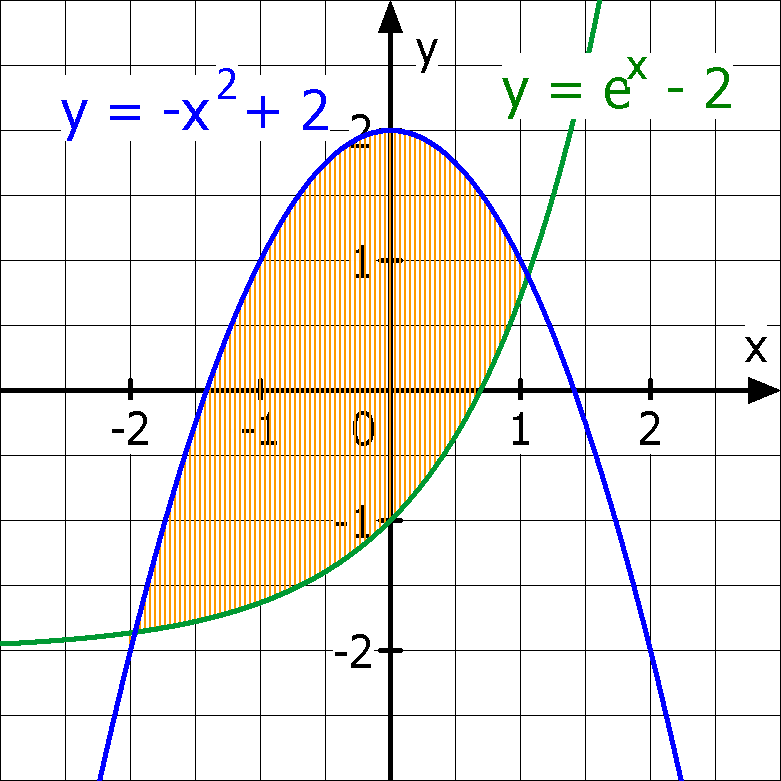 y
y = -x² + 2
y = eˣ - 2
2
1
x
-2 -1 0 1 2
-1
-2